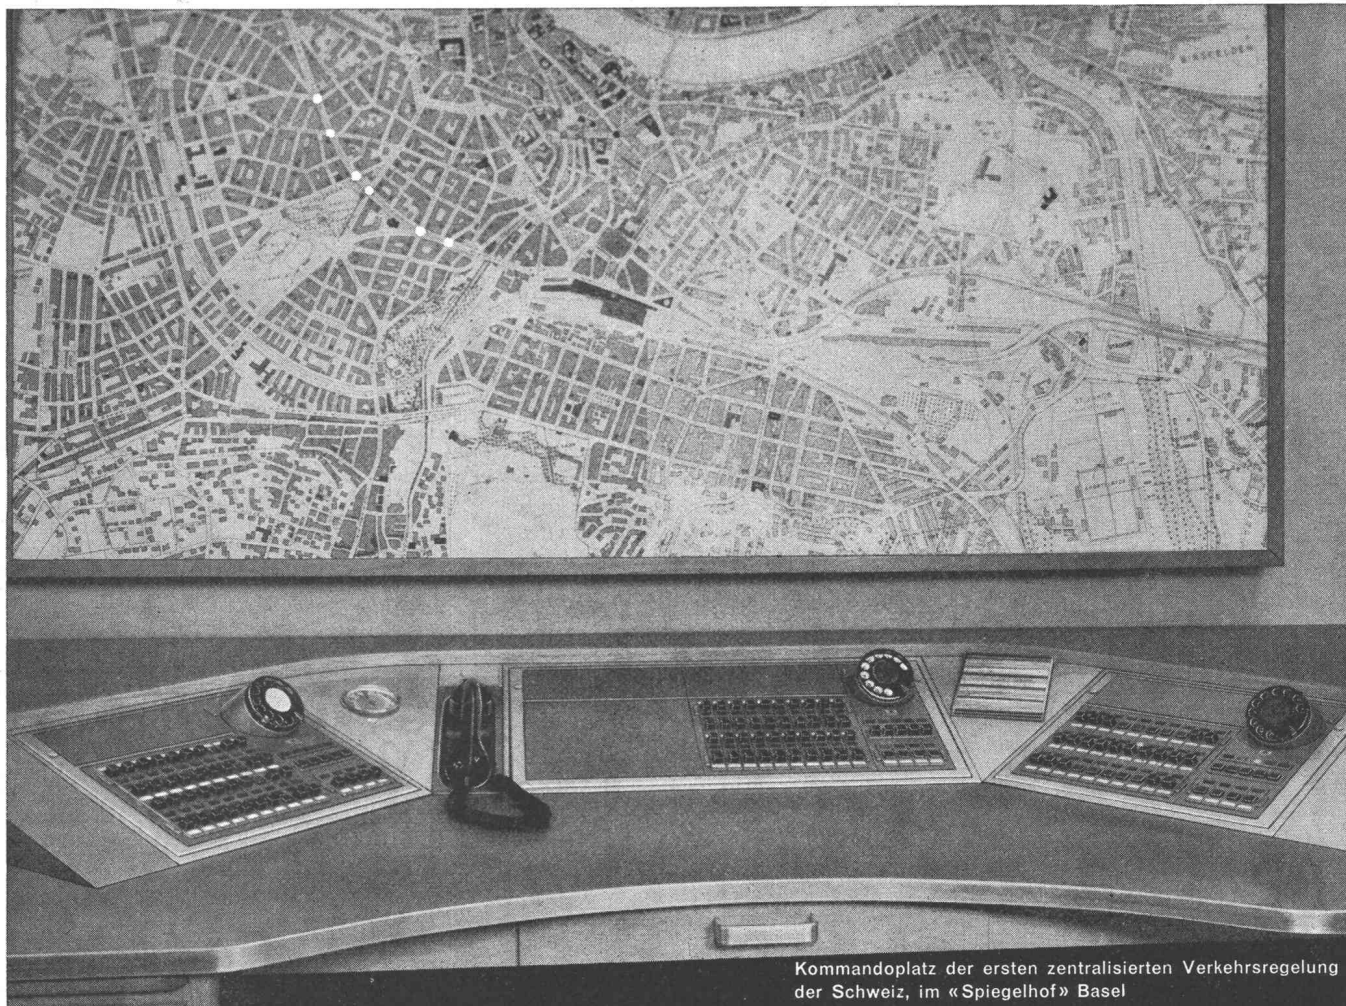 Kommandoplatz der ersten zentralisierten Verkehrsregelung
der Schweiz, im «Spiegelhof» Basel